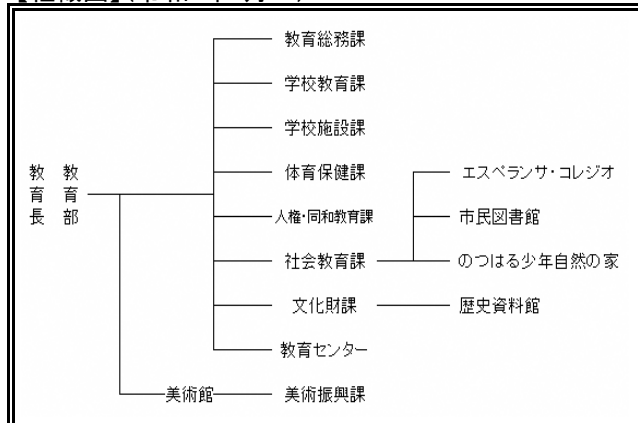 教育総務課
学校教育課
学校施設課
体育保健課
エスペランサ・コレジオ
教育長
教育部
人権・同和教育課
市民図書館
社会教育課
のつはる少年自然の家
文化財課
歴史資料館
教育センター
美術館
美術振興課